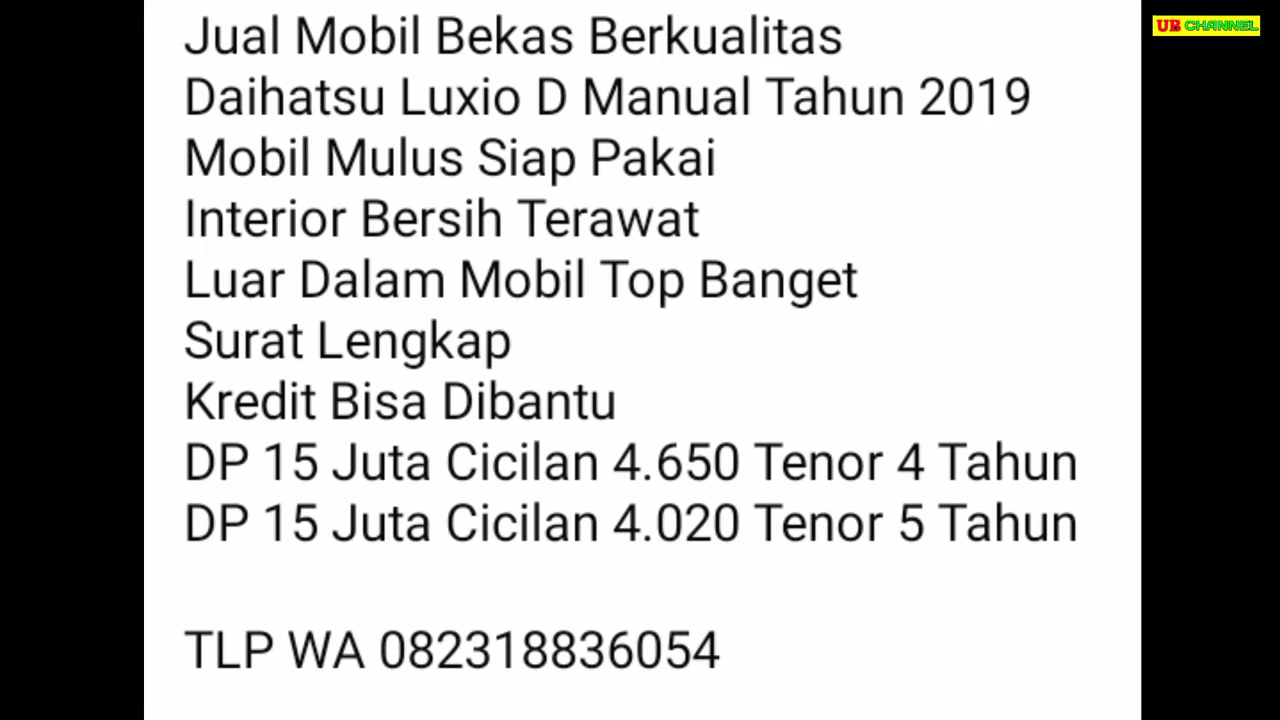 Jual Mobil Bekas Berkualitas
Daihatsu Luxio D Manual Tahun 2019
Mobil Mulus Siap Pakai
Interior Bersih Terawat
Luar Dalam Mobil Top Banget
Surat Lengkap
Kredit Bisa Dibantu
DP 15 Juta Cicilan 4.650 Tenor 4 Tahun
DP 15 Juta Cicilan 4.020 Tenor 5 Tahun
TLP WA 082318836054
UB CHANNEL